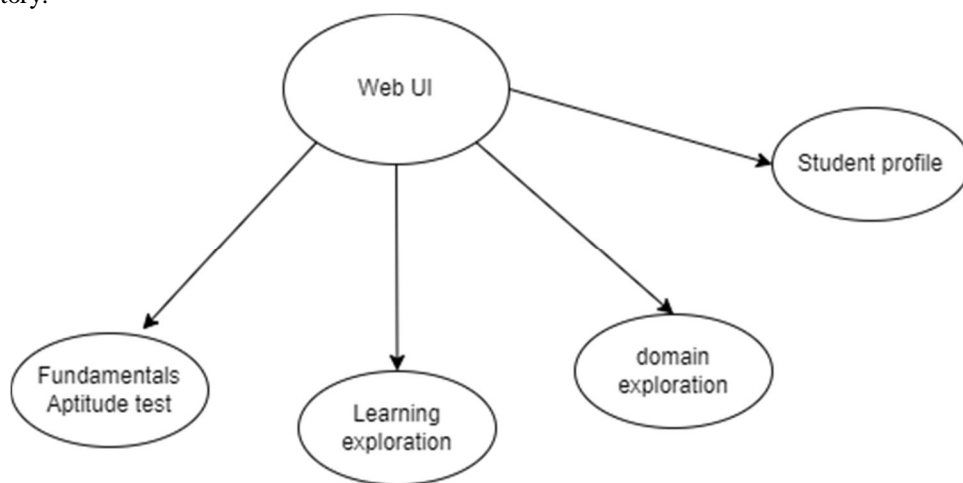 tory.
Web UI
Student profile
Fundamentals
Aptitude test
Learning
exploration
domain
exploration